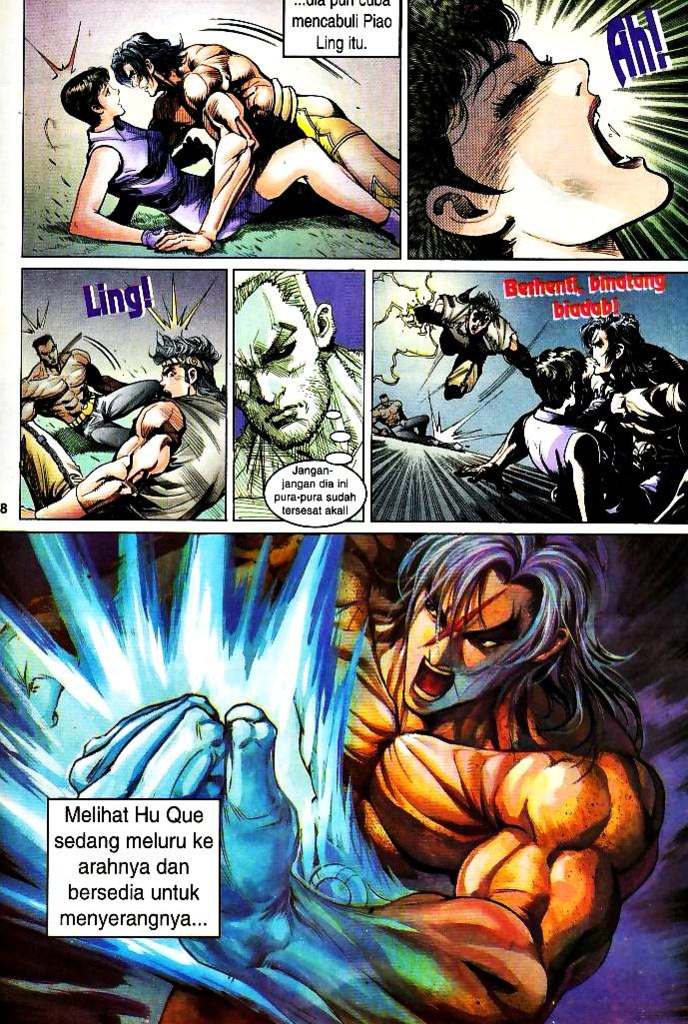 ...dia pun cuba
mencabuli Piao
Ling itu.
Ah!
Ling!
Jangan-
jangan dia ini
pura-pura sudah
tersesat akal!
Berhenti, binatang
biadab!
8
Melihat Hu Que
sedang meluru ke
arahnya dan
bersedia untuk
menyerangnya...